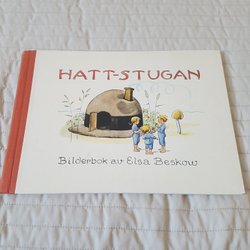 HATT-STUGAN
Bilderbok av Elsa Beskow